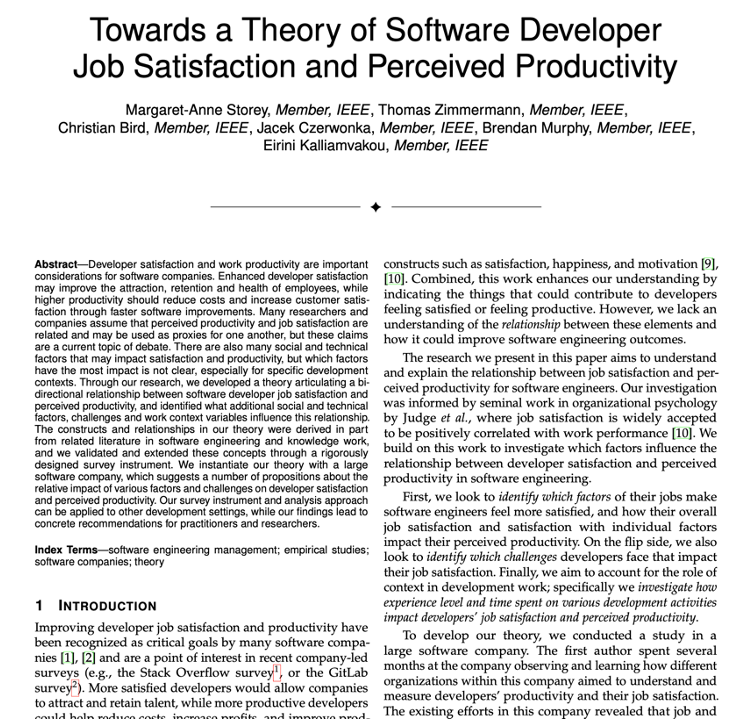 Towards a Theory of Software Developer
Job Satisfaction and Perceived Productivity
Margaret-Anne Storey, Member, IEEE, Thomas Zimmermann, Member, IEEE,
Christian Bird, Member, IEEE, Jacek Czerwonka, Member, IEEE, Brendan Murphy, Member, IEEE,
Eirini Kalliamvakou, Member, IEEE
Abstract—Developer satisfaction and work productivity are important
considerations for software companies. Enhanced developer satisfaction
may improve the attraction, retention and health of employees, while
higher productivity should reduce costs and increase customer satis-
faction through faster software improvements. Many researchers and
companies assume that perceived productivity and job satisfaction are
related and may be used as proxies for one another, but these claims
are a current topic of debate. There are also many social and technical
factors that may impact satisfaction and productivity, but which factors
have the most impact is not clear, especially for specific development
contexts. Through our research, we developed a theory articulating a bi-
directional relationship between software developer job satisfaction and
perceived productivity, and identified what additional social and technical
factors, challenges and work context variables influence this relationship.
The constructs and relationships in our theory were derived in part
from related literature in software engineering and knowledge work,
and we validated and extended these concepts through a rigorously
designed survey instrument. We instantiate our theory with a large
software company, which suggests a number of propositions about the
relative impact of various factors and challenges on developer satisfaction
and perceived productivity. Our survey instrument and analysis approach
can be applied to other development settings, while our findings lead to
concrete recommendations for practitioners and researchers.
Index Terms—software engineering management; empirical studies;
software companies; theory
1 INTRODUCTION
Improving developer job satisfaction and productivity have
been recognized as critical goals by many software compa-
nies [1], [2] and are a point of interest in recent company-led
surveys (e.g., the Stack Overflow survey1, or the GitLab
survey2). More satisfied developers would allow companies
to attract and retain talent, while more productive developers
could help reduce costs, increase profits, and improve prod-
constructs such as satisfaction, happiness, and motivation [9],
[10]. Combined, this work enhances our understanding by
indicating the things that could contribute to developers
feeling satisfied or feeling productive. However, we lack an
understanding of the relationship between these elements and
how it could improve software engineering outcomes.
The research we present in this paper aims to understand
and explain the relationship between job satisfaction and per-
ceived productivity for software engineers. Our investigation
was informed by seminal work in organizational psychology
by Judge et al., where job satisfaction is widely accepted
to be positively correlated with work performance [10]. We
build on this work to investigate which factors influence the
relationship between developer satisfaction and perceived
productivity in software engineering.
First, we look to identify which factors of their jobs make
software engineers feel more satisfied, and how their overall
job satisfaction and satisfaction with individual factors
impact their perceived productivity. On the flip side, we also
look to identify which challenges developers face that impact
their job satisfaction. Finally, we aim to account for the role of
context in development work; specifically we investigate how
experience level and time spent on various development activities
impact developers' job satisfaction and perceived productivity.
To develop our theory, we conducted a study in a
large software company. The first author spent several
months at the company observing and learning how different
organizations within this company aimed to understand and
measure developers' productivity and their job satisfaction.
The existing efforts in this company revealed that job and